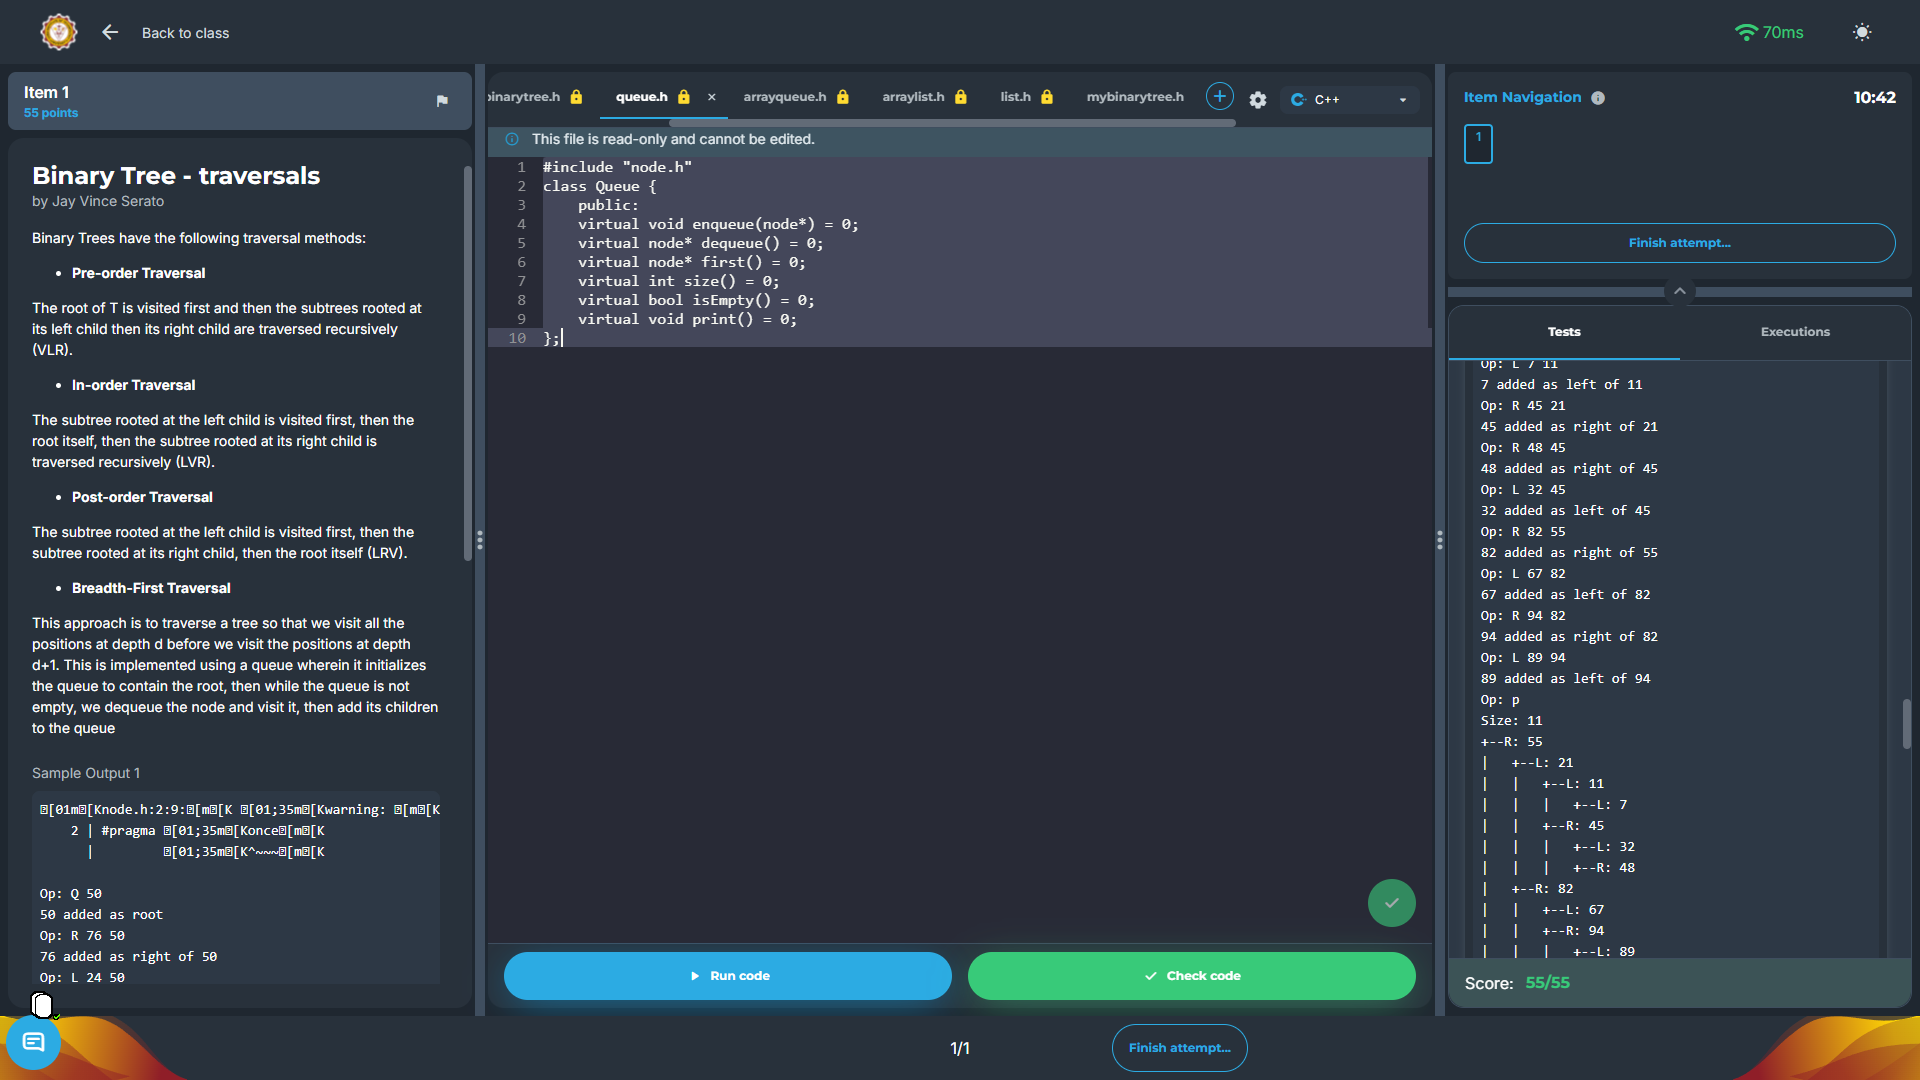 Back to class
70ms
Item 1
55 points
Binary Tree - traversals
by Jay Vince Serato
Binary Trees have the following traversal methods:
• Pre-order Traversal
The root of T is visited first and then the subtrees rooted at
its left child then its right child are traversed recursively
(VLR).
• In-order Traversal
The subtree rooted at the left child is visited first, then the
root itself, then the subtree rooted at its right child is
traversed recursively (LVR).
• Post-order Traversal
The subtree rooted at the left child is visited first, then the
subtree rooted at its right child, then the root itself (LRV).
• Breadth-First Traversal
This approach is to traverse a tree so that we visit all the
positions at depth d before we visit the positions at depth
d+1. This is implemented using a queue wherein it initializes
the queue to contain the root, then while the queue is not
empty, we dequeue the node and visit it, then add its children
to the queue
Sample Output 1
[01m[Knode.h:2:9:[m[K [01;35m[Kwarning: [m[K
2 | #pragma [01;35m[Konce[m[K
| [01;35m[K^~~~[m[K
Op: Q 50
50 added as root
Op: R 76 50
76 added as right of 50
Op: L 24 50
binarytree.h queue.h × arrayqueue.h arraylist.h list.h mybinarytree.h + C++
This file is read-only and cannot be edited.
1 #include "node.h"
2 class Queue {
3 public:
4 virtual void enqueue(node*) = 0;
5 virtual node* dequeue() = 0;
6 virtual node* first() = 0;
7 virtual int size() = 0;
8 virtual bool isEmpty() = 0;
9 virtual void print() = 0;
10 };
Run code
Check code
Item Navigation
10:42
1
Finish attempt...
Tests
Executions
Op: L 7 11
7 added as left of 11
Op: R 45 21
45 added as right of 21
Op: R 48 45
48 added as right of 45
Op: L 32 45
32 added as left of 45
Op: R 82 55
82 added as right of 55
Op: L 67 82
67 added as left of 82
Op: R 94 82
94 added as right of 82
Op: L 89 94
89 added as left of 94
Op: p
Size: 11
+--R: 55
| +--L: 21
| | +--L: 11
| | | +--L: 7
| | +--R: 45
| | | +--L: 32
| | | +--R: 48
| +--R: 82
| | +--L: 67
| | +--R: 94
| | | +--L: 89
Score: 55/55
1/1
Finish attempt...